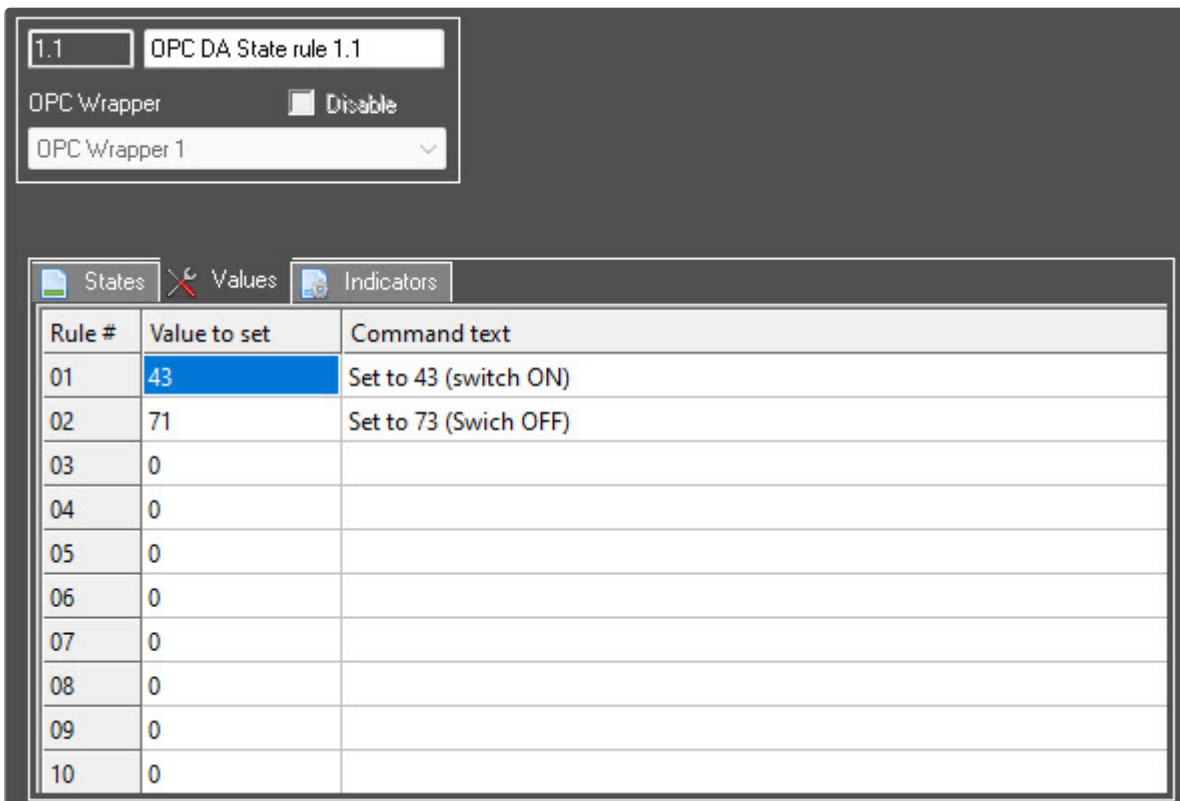 1.1 OPC DA State rule 1.1
OPC Wrapper Disable
OPC Wrapper 1
States Values Indicators
Rule # Value to set Command text
01 43 Set to 43 (switch ON)
02 71 Set to 73 (Swich OFF)
03 0
04 0
05 0
06 0
07 0
08 0
09 0
10 0